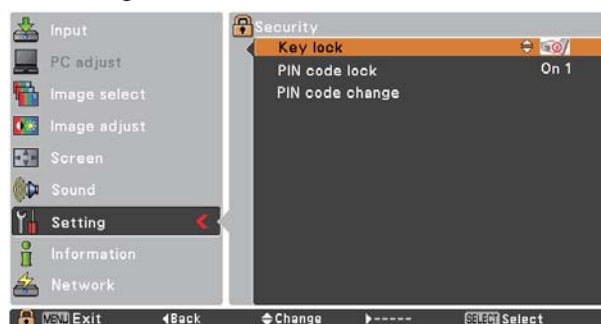 Input
PC adjust
Image select
Image adjust
Screen
Sound
Setting
Information
Network
Security
Key lock
PIN code lock On 1
PIN code change
MENU Exit ◀Back ◆Change ▶----- SELECT Select